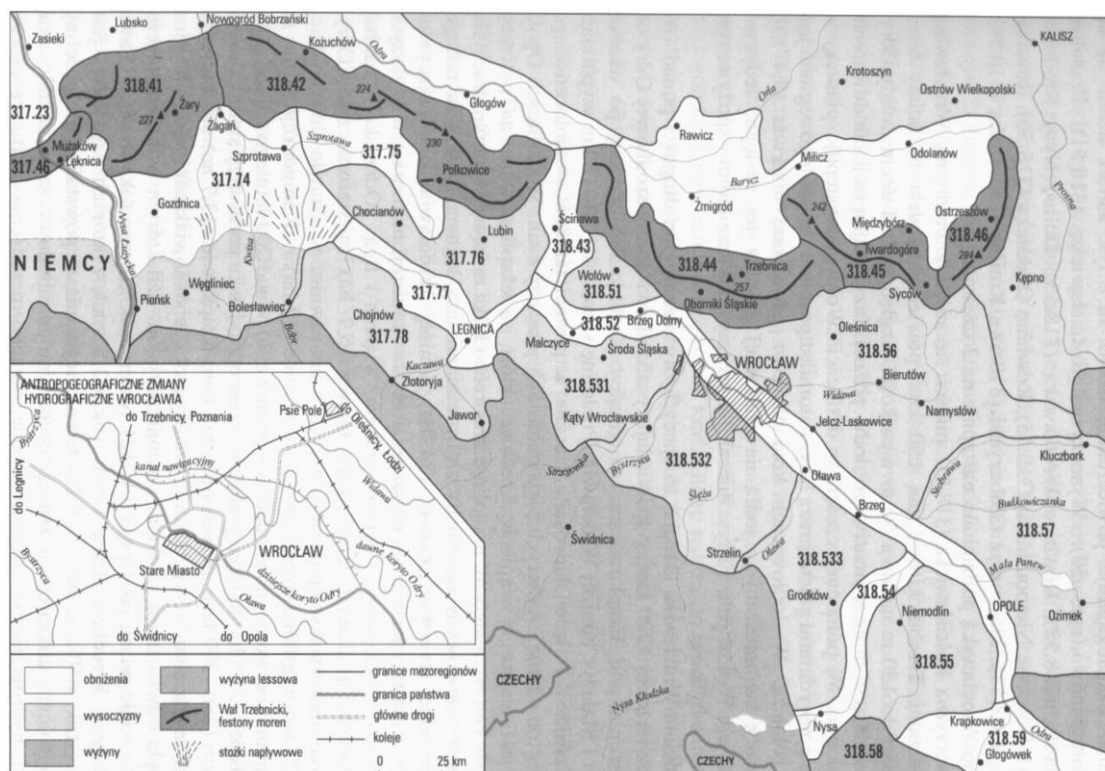 Zasieki
Lubsko
Nowogród Bobrzański
Kożuchów
Odra
KALISZ
317.23
318.41
318.42
224
Głogów
Krotoszyn
Orla
Ostrów Wielkopolski
227
Żary
Żagań
Rawicz
230
Szprotawa
317.75
Odolanów
Mużaków
317.46
Łęknica
Szprotawa
Milicz
Barycz
Prosna
317.74
Polkowice
Żmigród
242
Międzybórz
Ostrzeszów
Gozdnica
Chocianów
Ścinawa
Lubin
318.43
Twardogóra
318.46
284
Nysa Łużycka
Kwisa
317.76
318.44
Trzebnica
318.45
NIEMCY
Wołów
318.51
257
Kępno
Węgliniec
317.77
Oborniki Śląskie
Syców
Pieńsk
Bolesławiec
Chojnów
318.52
Brzeg Dolny
Bóbr
317.78
LEGNICA
Malczyce
Oleśnica
318.56
Środa Śląska
WROCŁAW
Kaczawa
Złotoryja
318.531
Bierutów
Widawa
Namysłów
Jawor
Kąty Wrocławskie
Jelcz-Laskowice
318.532
Kluczbork
Strzegomka
Bystrzyca
Stobrawa
Oława
Ślęża
Budkowiczanka
Brzeg
318.57
Świdnica
Strzelin
Oława
318.533
Mała Panew
Grodków
318.54
Niemodlin
OPOLE
Ozimek
318.55
CZECHY
Nysa Kłodzka
Nysa
Krapkowice
318.59
Odra
318.58
Głogówek
CZECHY
ANTROPOGEOGRAFICZNE ZMIANY
HYDROGRAFICZNE WROCŁAWIA
Bystrzyca
do Trzebnicy, Poznania
Psie Pole
do Oleśnicy, Łodzi
do Legnicy
kanał nawigacyjny
Widawa
WROCŁAW
Stare Miasto
dawne koryto Odry
dzisiejsze koryto Odry
Bystrzyca
Oława
do Świdnicy
do Opola
obniżenia
wysoczyzny
wyżyny
wyżyna lessowa
Wał Trzebnicki,
festony moren
stożki napływowe
granice mezoregionów
granica państwa
główne drogi
koleje
0 25 km